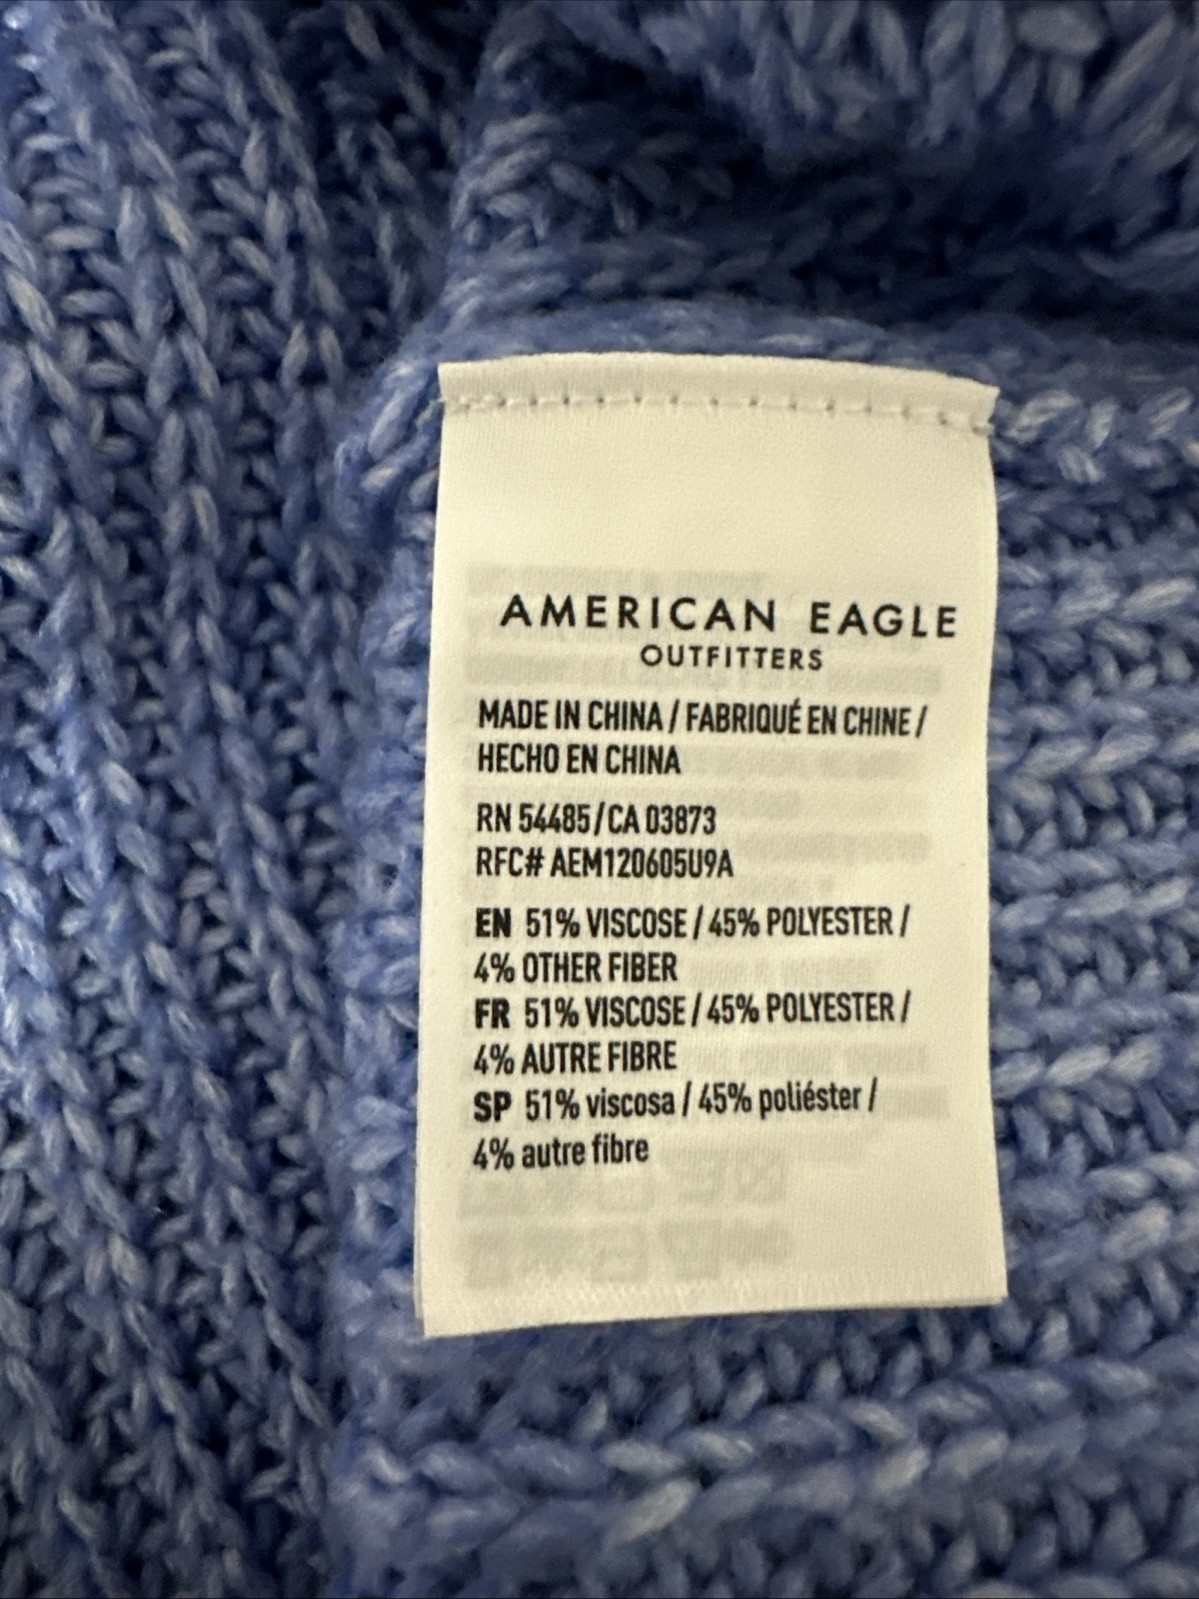 AMERICAN EAGLE
OUTFITTERS
MADE IN CHINA / FABRIQUÉ EN CHINE /
HECHO EN CHINA
RN 54485/CA 03873
RFC# AEM120605U9A
EN 51% VISCOSE / 45% POLYESTER /
4% OTHER FIBER
FR 51% VISCOSE / 45% POLYESTER /
4% AUTRE FIBRE
SP 51% viscosa / 45% poliéster /
4% autre fibre